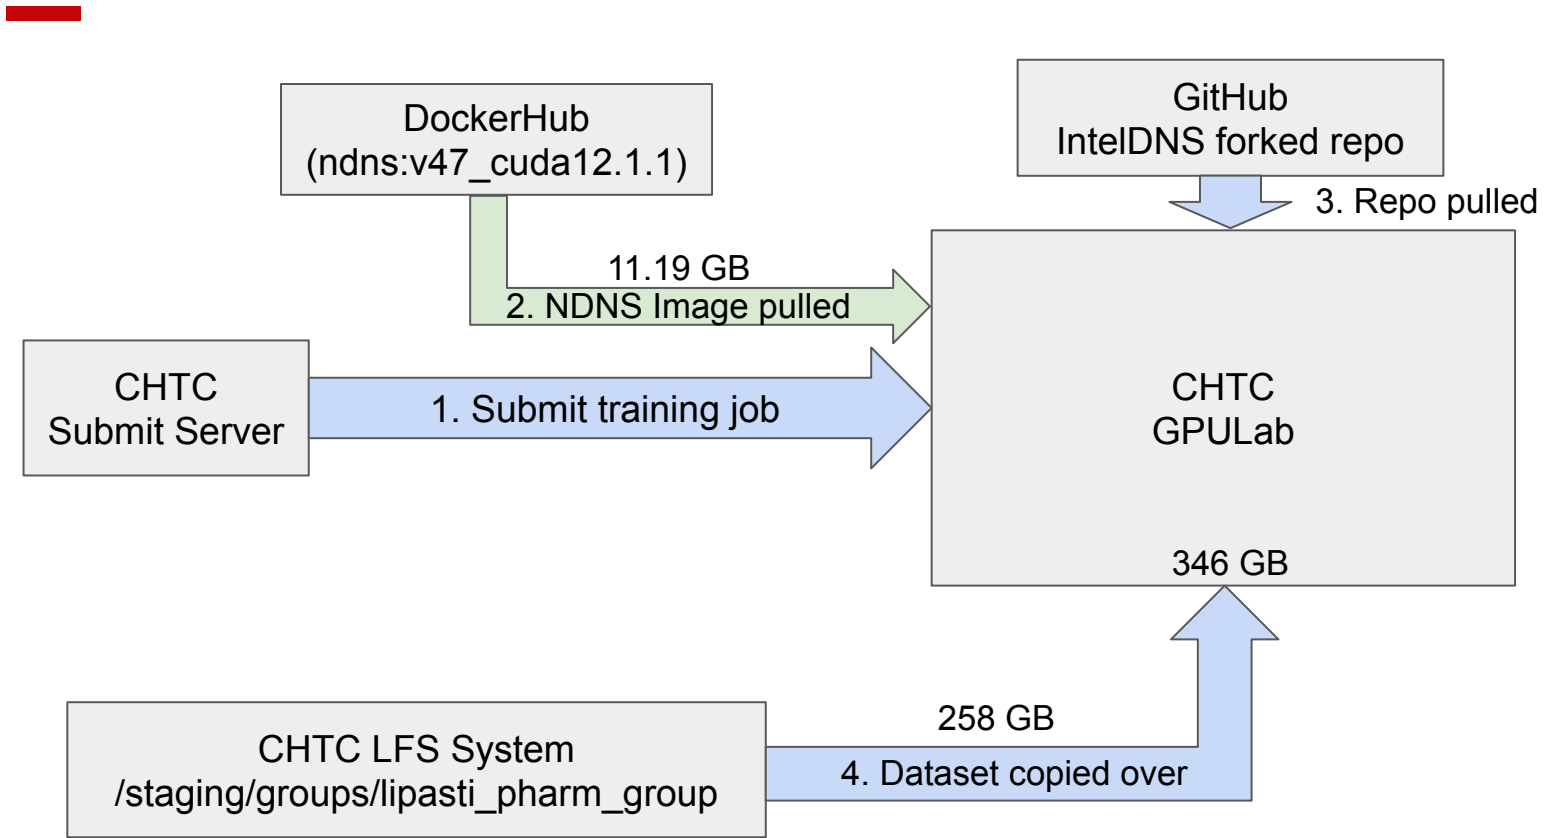 DockerHub
(ndns:v47_cuda12.1.1)
GitHub
IntelDNS forked repo
3. Repo pulled
11.19 GB
2. NDNS Image pulled
CHTC
Submit Server
1. Submit training job
CHTC
GPULab
346 GB
258 GB
CHTC LFS System
/staging/groups/lipasti_pharm_group
4. Dataset copied over